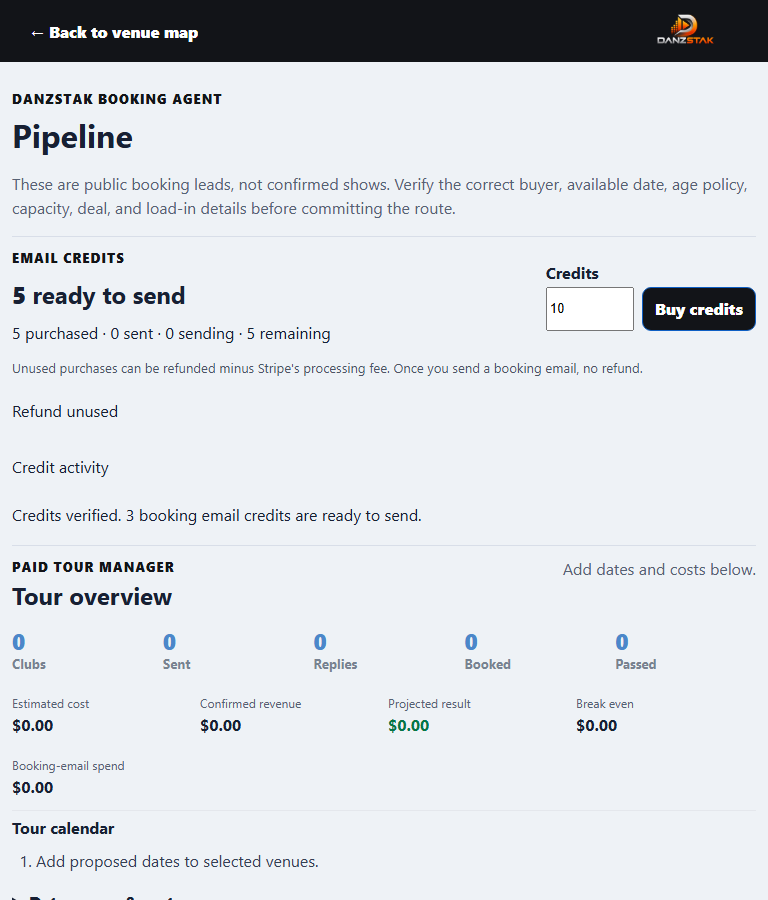 ← Back to venue map
DANZSTAK
DANZSTAK BOOKING AGENT
Pipeline
These are public booking leads, not confirmed shows. Verify the correct buyer, available date, age policy,
capacity, deal, and load-in details before committing the route.
EMAIL CREDITS
5 ready to send
Credits
10
Buy credits
5 purchased · 0 sent · 0 sending · 5 remaining
Unused purchases can be refunded minus Stripe's processing fee. Once you send a booking email, no refund.
Refund unused
Credit activity
Credits verified. 3 booking email credits are ready to send.
PAID TOUR MANAGER
Add dates and costs below.
Tour overview
0 0 0 0 0
Clubs Sent Replies Booked Passed
Estimated cost Confirmed revenue Projected result Break even
$0.00 $0.00 $0.00 $0.00
Booking-email spend
$0.00
Tour calendar
1. Add proposed dates to selected venues.